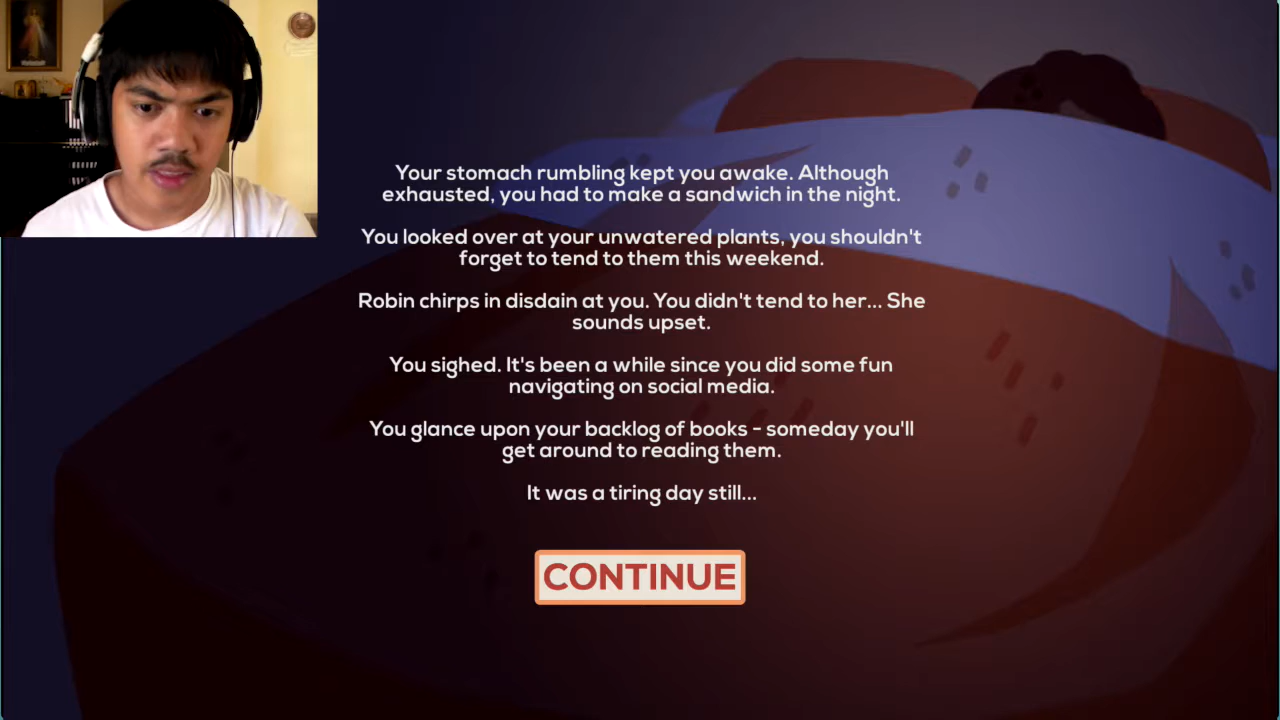 Your stomach rumbling kept you awake. Although
exhausted, you had to make a sandwich in the night.
You looked over at your unwatered plants, you shouldn't
forget to tend to them this weekend.
Robin chirps in disdain at you. You didn't tend to her... She
sounds upset.
You sighed. It's been a while since you did some fun
navigating on social media.
You glance upon your backlog of books - someday you'll
get around to reading them.
It was a tiring day still...
CONTINUE